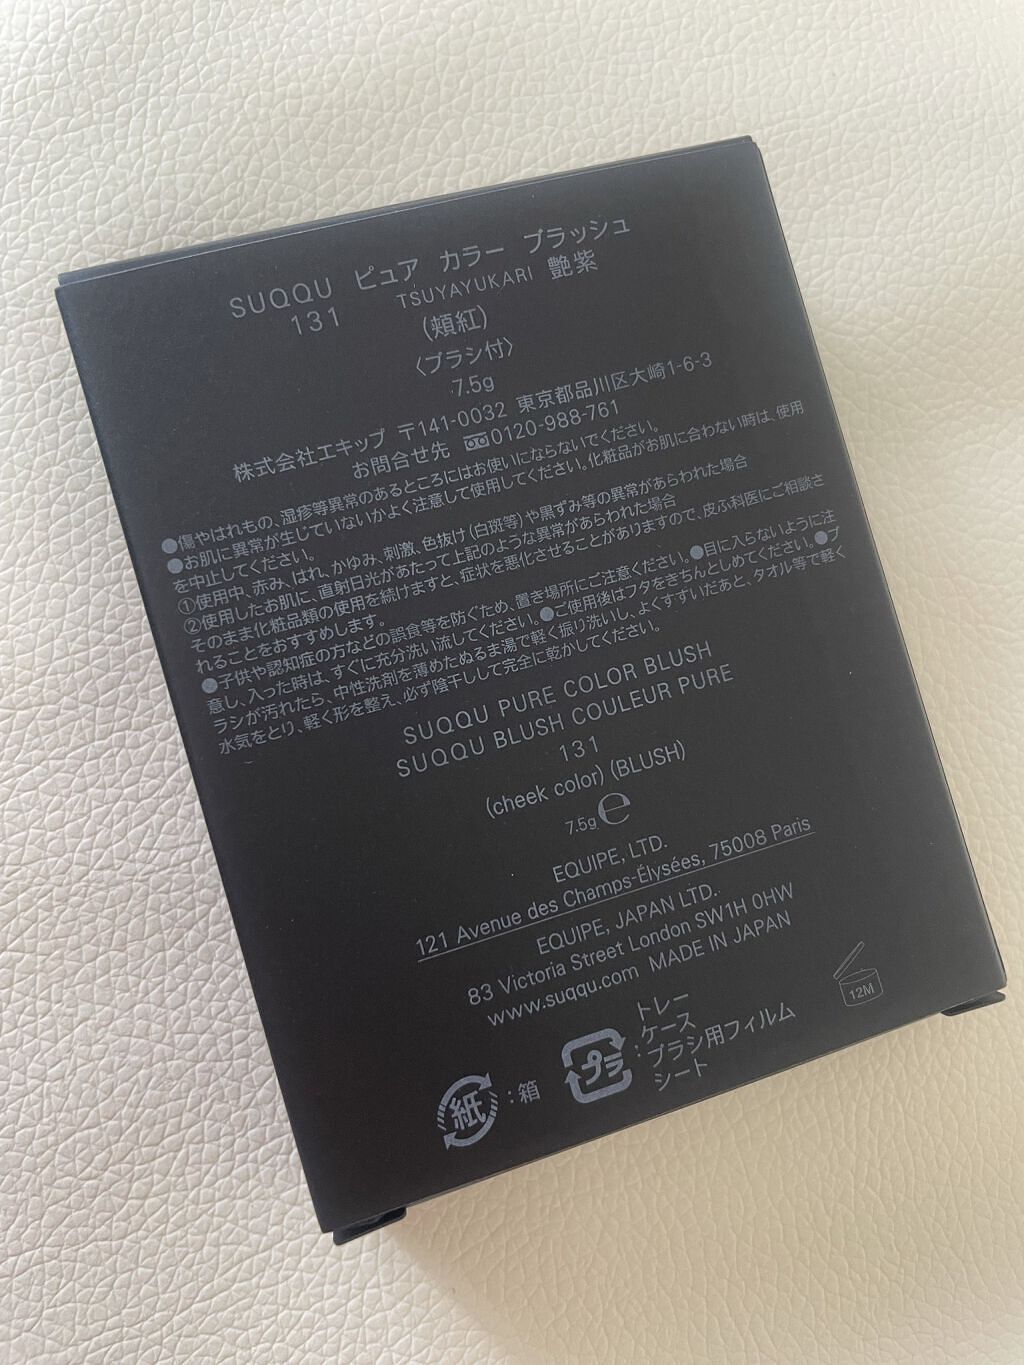 SUQQU ピュア カラー ブラッシュ
131 TSUYAYUKARI 艶紫
(頬紅)
〈ブラシ付〉
7.5g
株式会社エキップ 〒141-0032 東京都品川区大崎1-6-3
お問合せ先 0120-988-761
●傷やはれもの、湿疹等異常のあるところにはお使いにならないでください。
●お肌に異常が生じていないかよく注意して使用してください。化粧品がお肌に合わない時は、使用
を中止してください。
①使用中、赤み、はれ、かゆみ、刺激、色抜け(白斑等)や黒ずみ等の異常があらわれた場合
②使用したお肌に、直射日光があたって上記のような異常があらわれた場合
そのまま化粧品類の使用を続けますと、症状を悪化させることがありますので、皮ふ科医にご相談さ
れることをおすすめします。
●子供や認知症の方などの誤食等を防ぐため、置き場所にご注意ください。●目に入らないように注
意し、入った時は、すぐに充分洗い流してください。●ご使用後はフタをきちんとしめてください。●ブ
ラシが汚れたら、中性洗剤を薄めたぬるま湯で軽く振り洗いし、よくすすいだあと、タオル等で軽く
水気をとり、軽く形を整え、必ず陰干しして完全に乾かしてください。
SUQQU PURE COLOR BLUSH
SUQQU BLUSH COULEUR PURE
131
(cheek color) (BLUSH)
7.5g ℮
EQUIPE, LTD.
121 Avenue des Champs-Élysées, 75008 Paris
EQUIPE, JAPAN LTD.
83 Victoria Street London SW1H 0HW
www.suqqu.com MADE IN JAPAN
12M
紙:箱
プラ:トレー
ケース
ブラシ用フィルム
シート